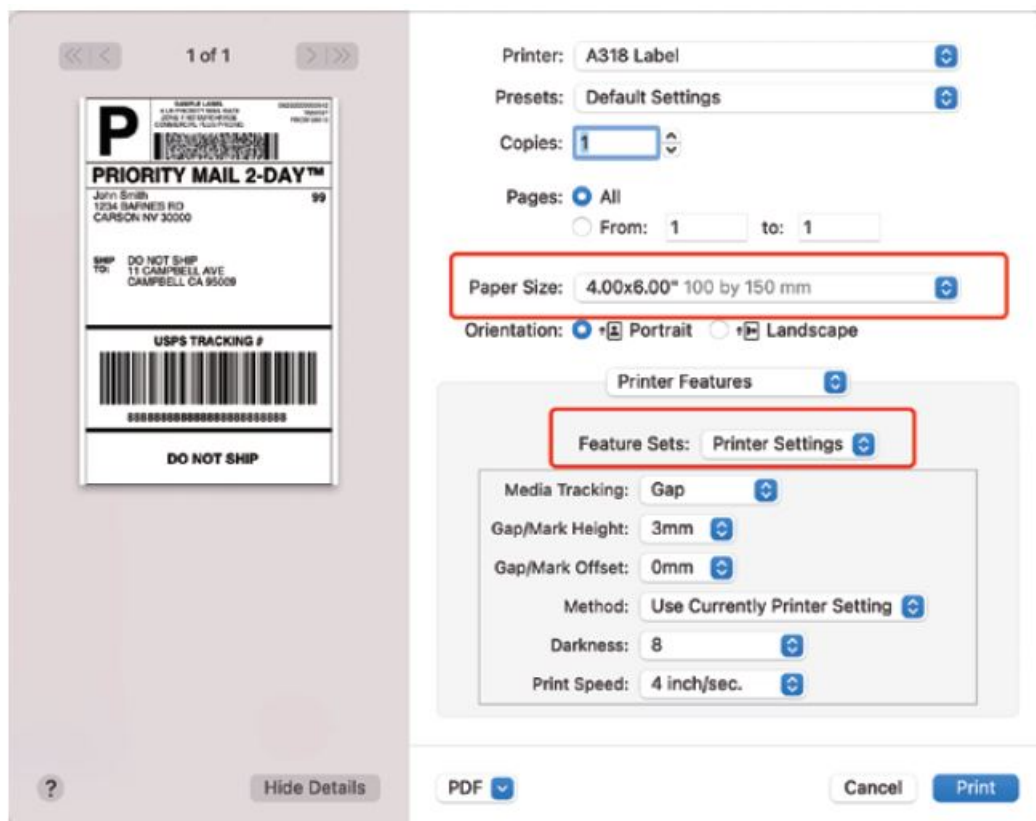 1 of 1
P
SAMPLE LABEL
PRIORITY MAIL 2-DAY™
John Smith
99
1234 BARNES RD
CARSON NV 30000
SHIP TO:
DO NOT SHIP
11 CAMPBELL AVE
CAMPBELL CA 95009
USPS TRACKING #
DO NOT SHIP
? Hide Details
Printer: A318 Label
Presets: Default Settings
Copies: 1
Pages: All
From: 1 to: 1
Paper Size: 4.00x6.00" 100 by 150 mm
Orientation: Portrait Landscape
Printer Features
Feature Sets: Printer Settings
Media Tracking: Gap
Gap/Mark Height: 3mm
Gap/Mark Offset: 0mm
Method: Use Currently Printer Setting
Darkness: 8
Print Speed: 4 inch/sec.
PDF Cancel Print